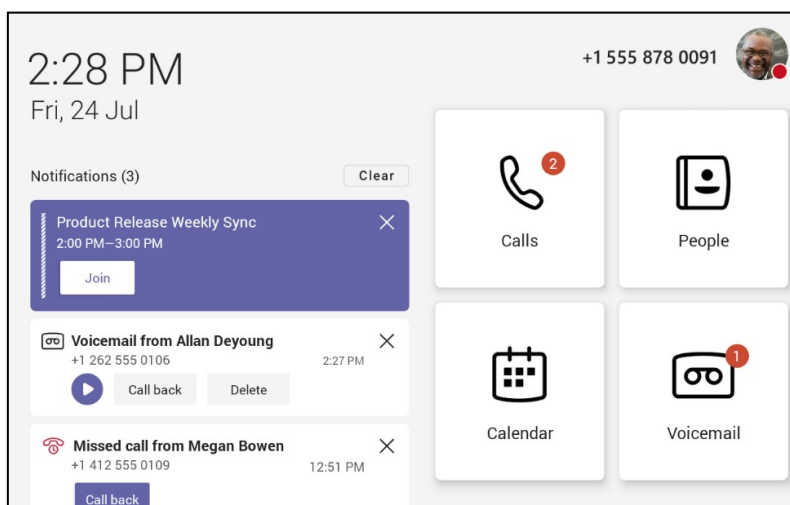 2:28 PM
Fri, 24 Jul
+1 555 878 0091
Notifications (3)
Clear
Product Release Weekly Sync
2:00 PM—3:00 PM
Join
Voicemail from Allan Deyoung
+1 262 555 0106
2:27 PM
Call back
Delete
Missed call from Megan Bowen
+1 412 555 0109
12:51 PM
Call back
2
Calls
People
Calendar
1
Voicemail